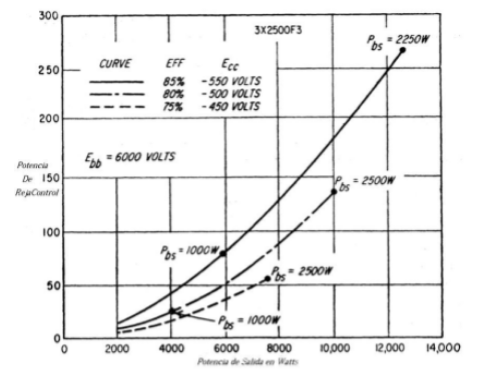 300
3X2500F3
Pbs = 2250W
CURVE EFF Ecc
85% -550 VOLTS
80% -500 VOLTS
75% -450 VOLTS
250
200
Ebb = 6000 VOLTS
Potencia
De 150
RejaControl
Pbs = 2500W
100
Pbs = 1000W
Pbs = 2500W
50
Pbs = 1000W
0
0 2000 4000 6000 8000 10,000 12,000 14,000
Potencia de Salida en Watts